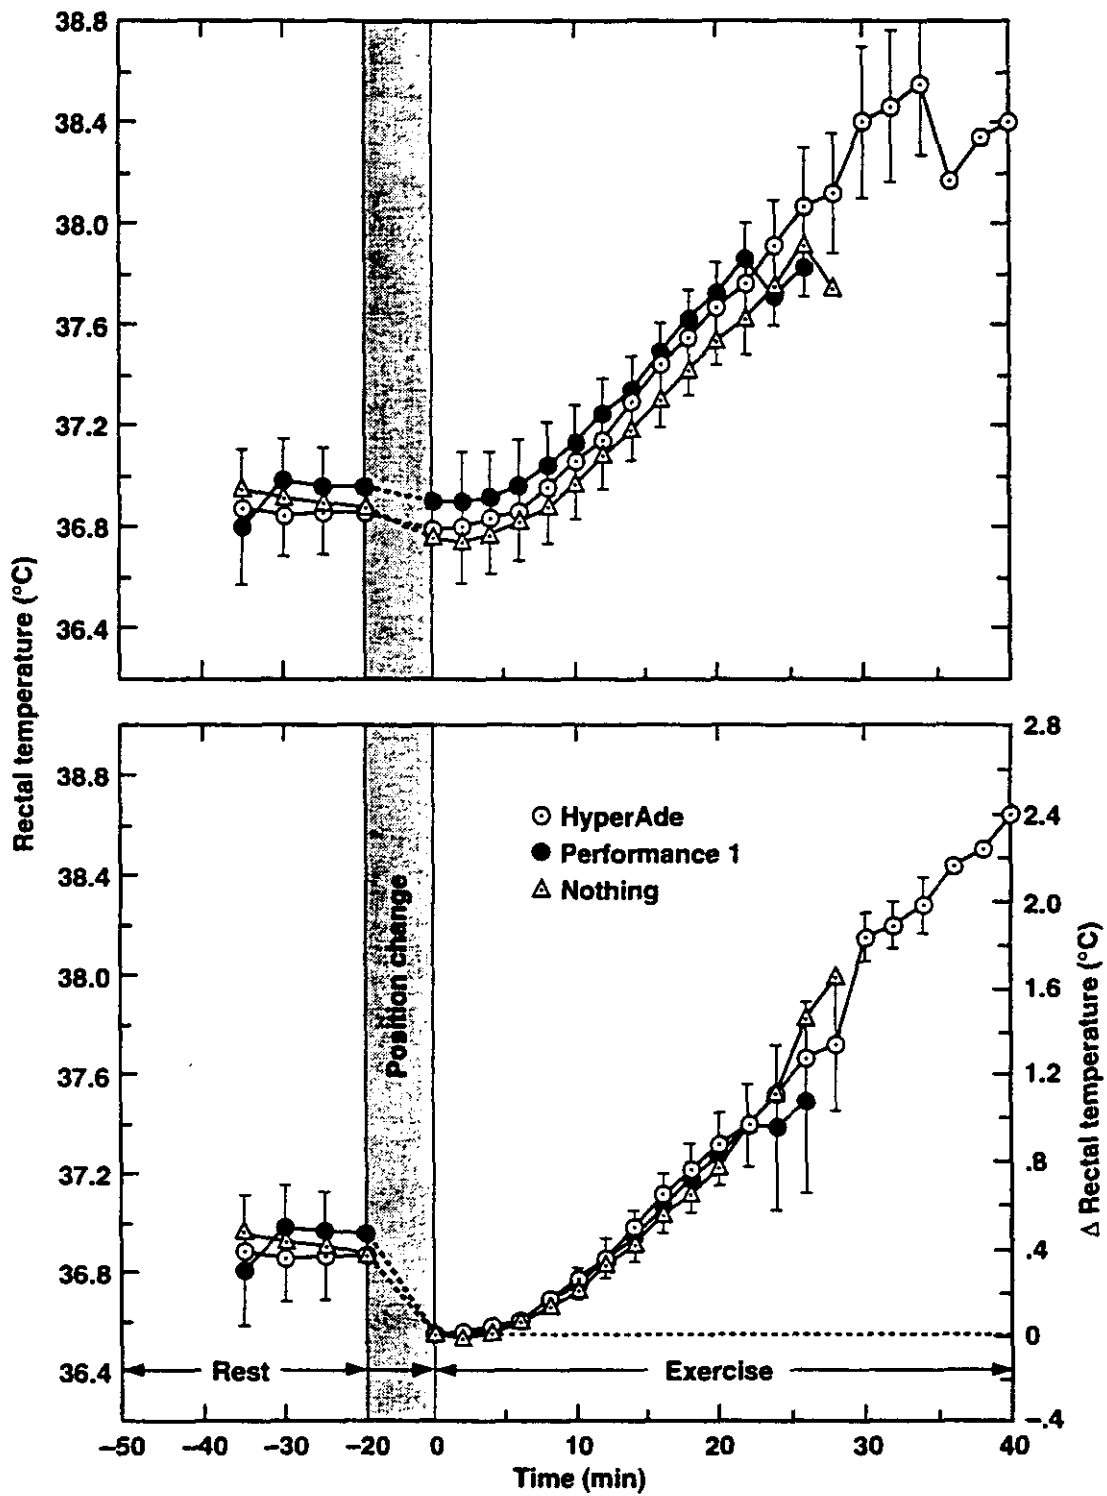 38.8
38.4
38.0
37.6
37.2
36.8
36.4
Rectal temperature (°C)
38.8
38.4
38.0
37.6
37.2
36.8
36.4
HyperAde
Performance 1
Nothing
Position change
2.8
2.4
2.0
1.6
1.2
.8
.4
0
-.4
Δ Rectal temperature (°C)
Rest
Exercise
-50 -40 -30 -20 0 10 20 30 40
Time (min)